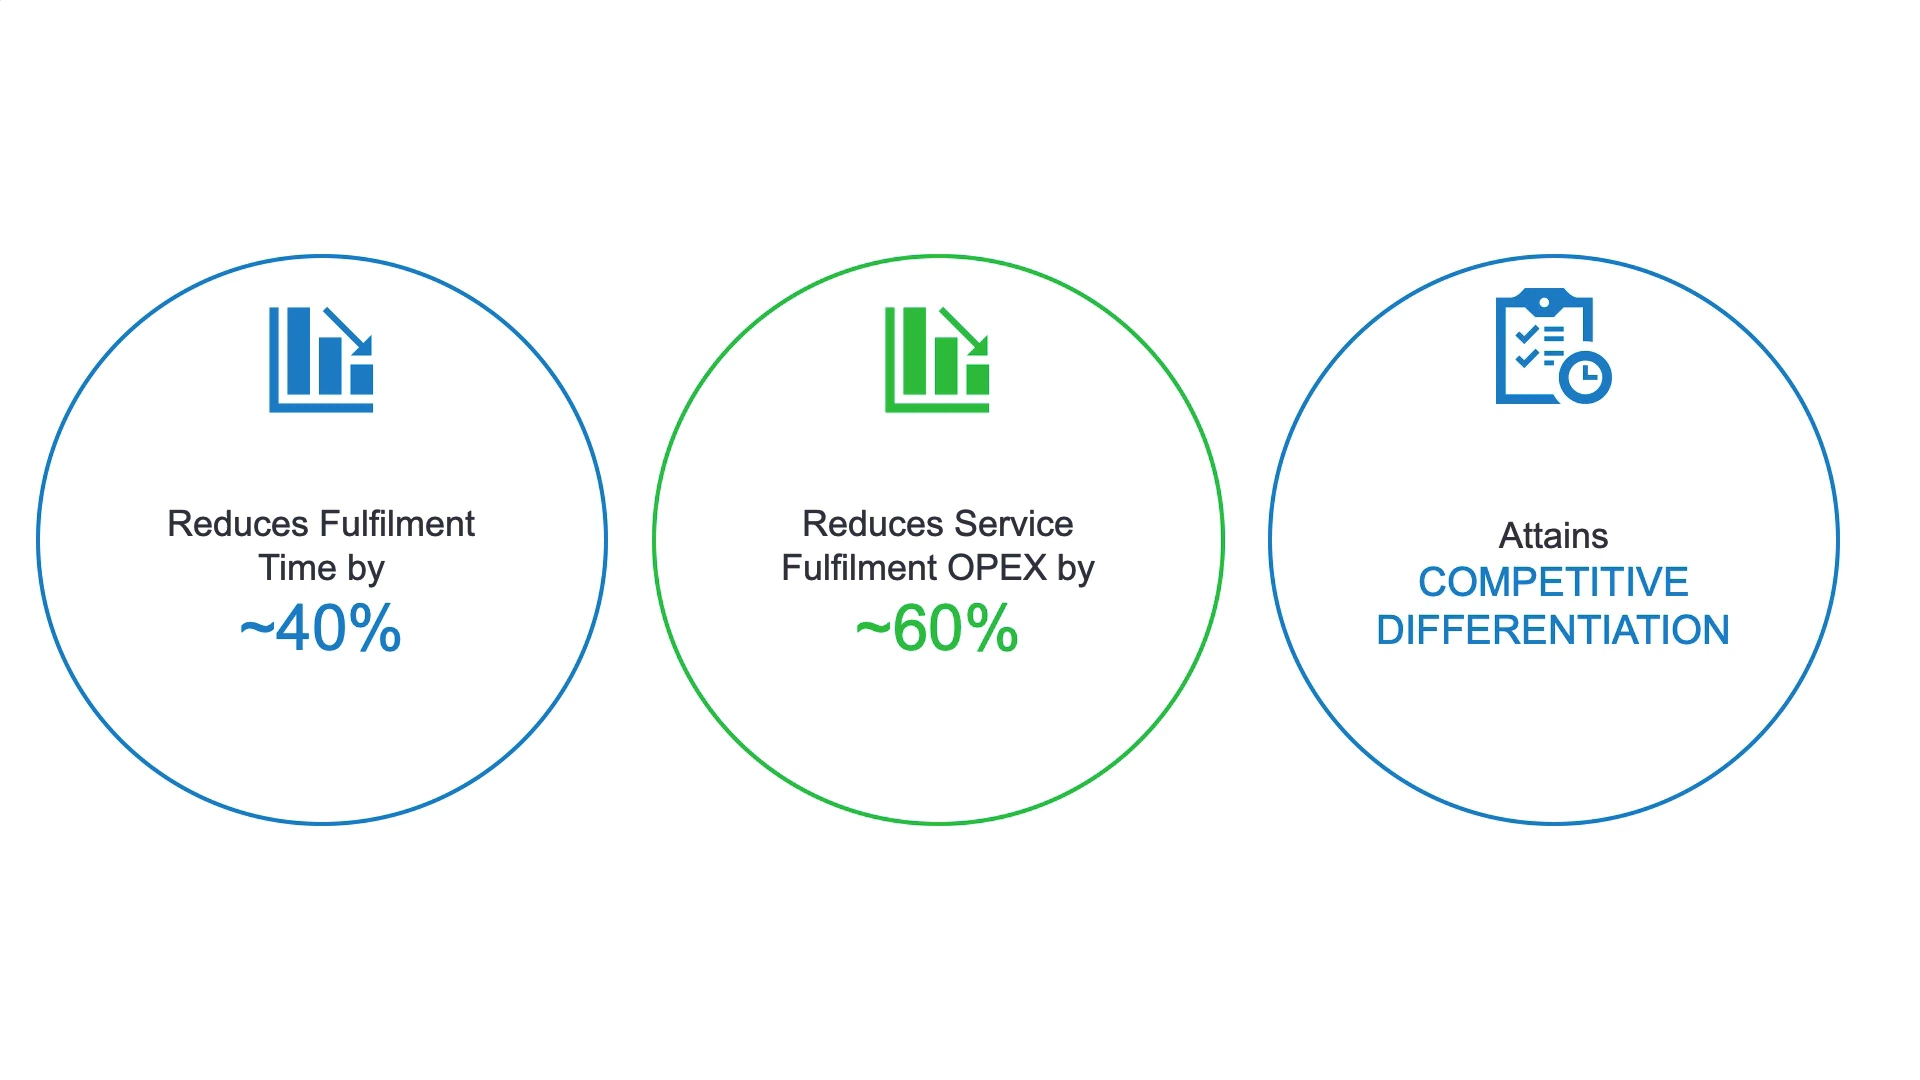 Reduces Fulfilment
Time by
~40%
Reduces Service
Fulfilment OPEX by
~60%
Attains
COMPETITIVE
DIFFERENTIATION